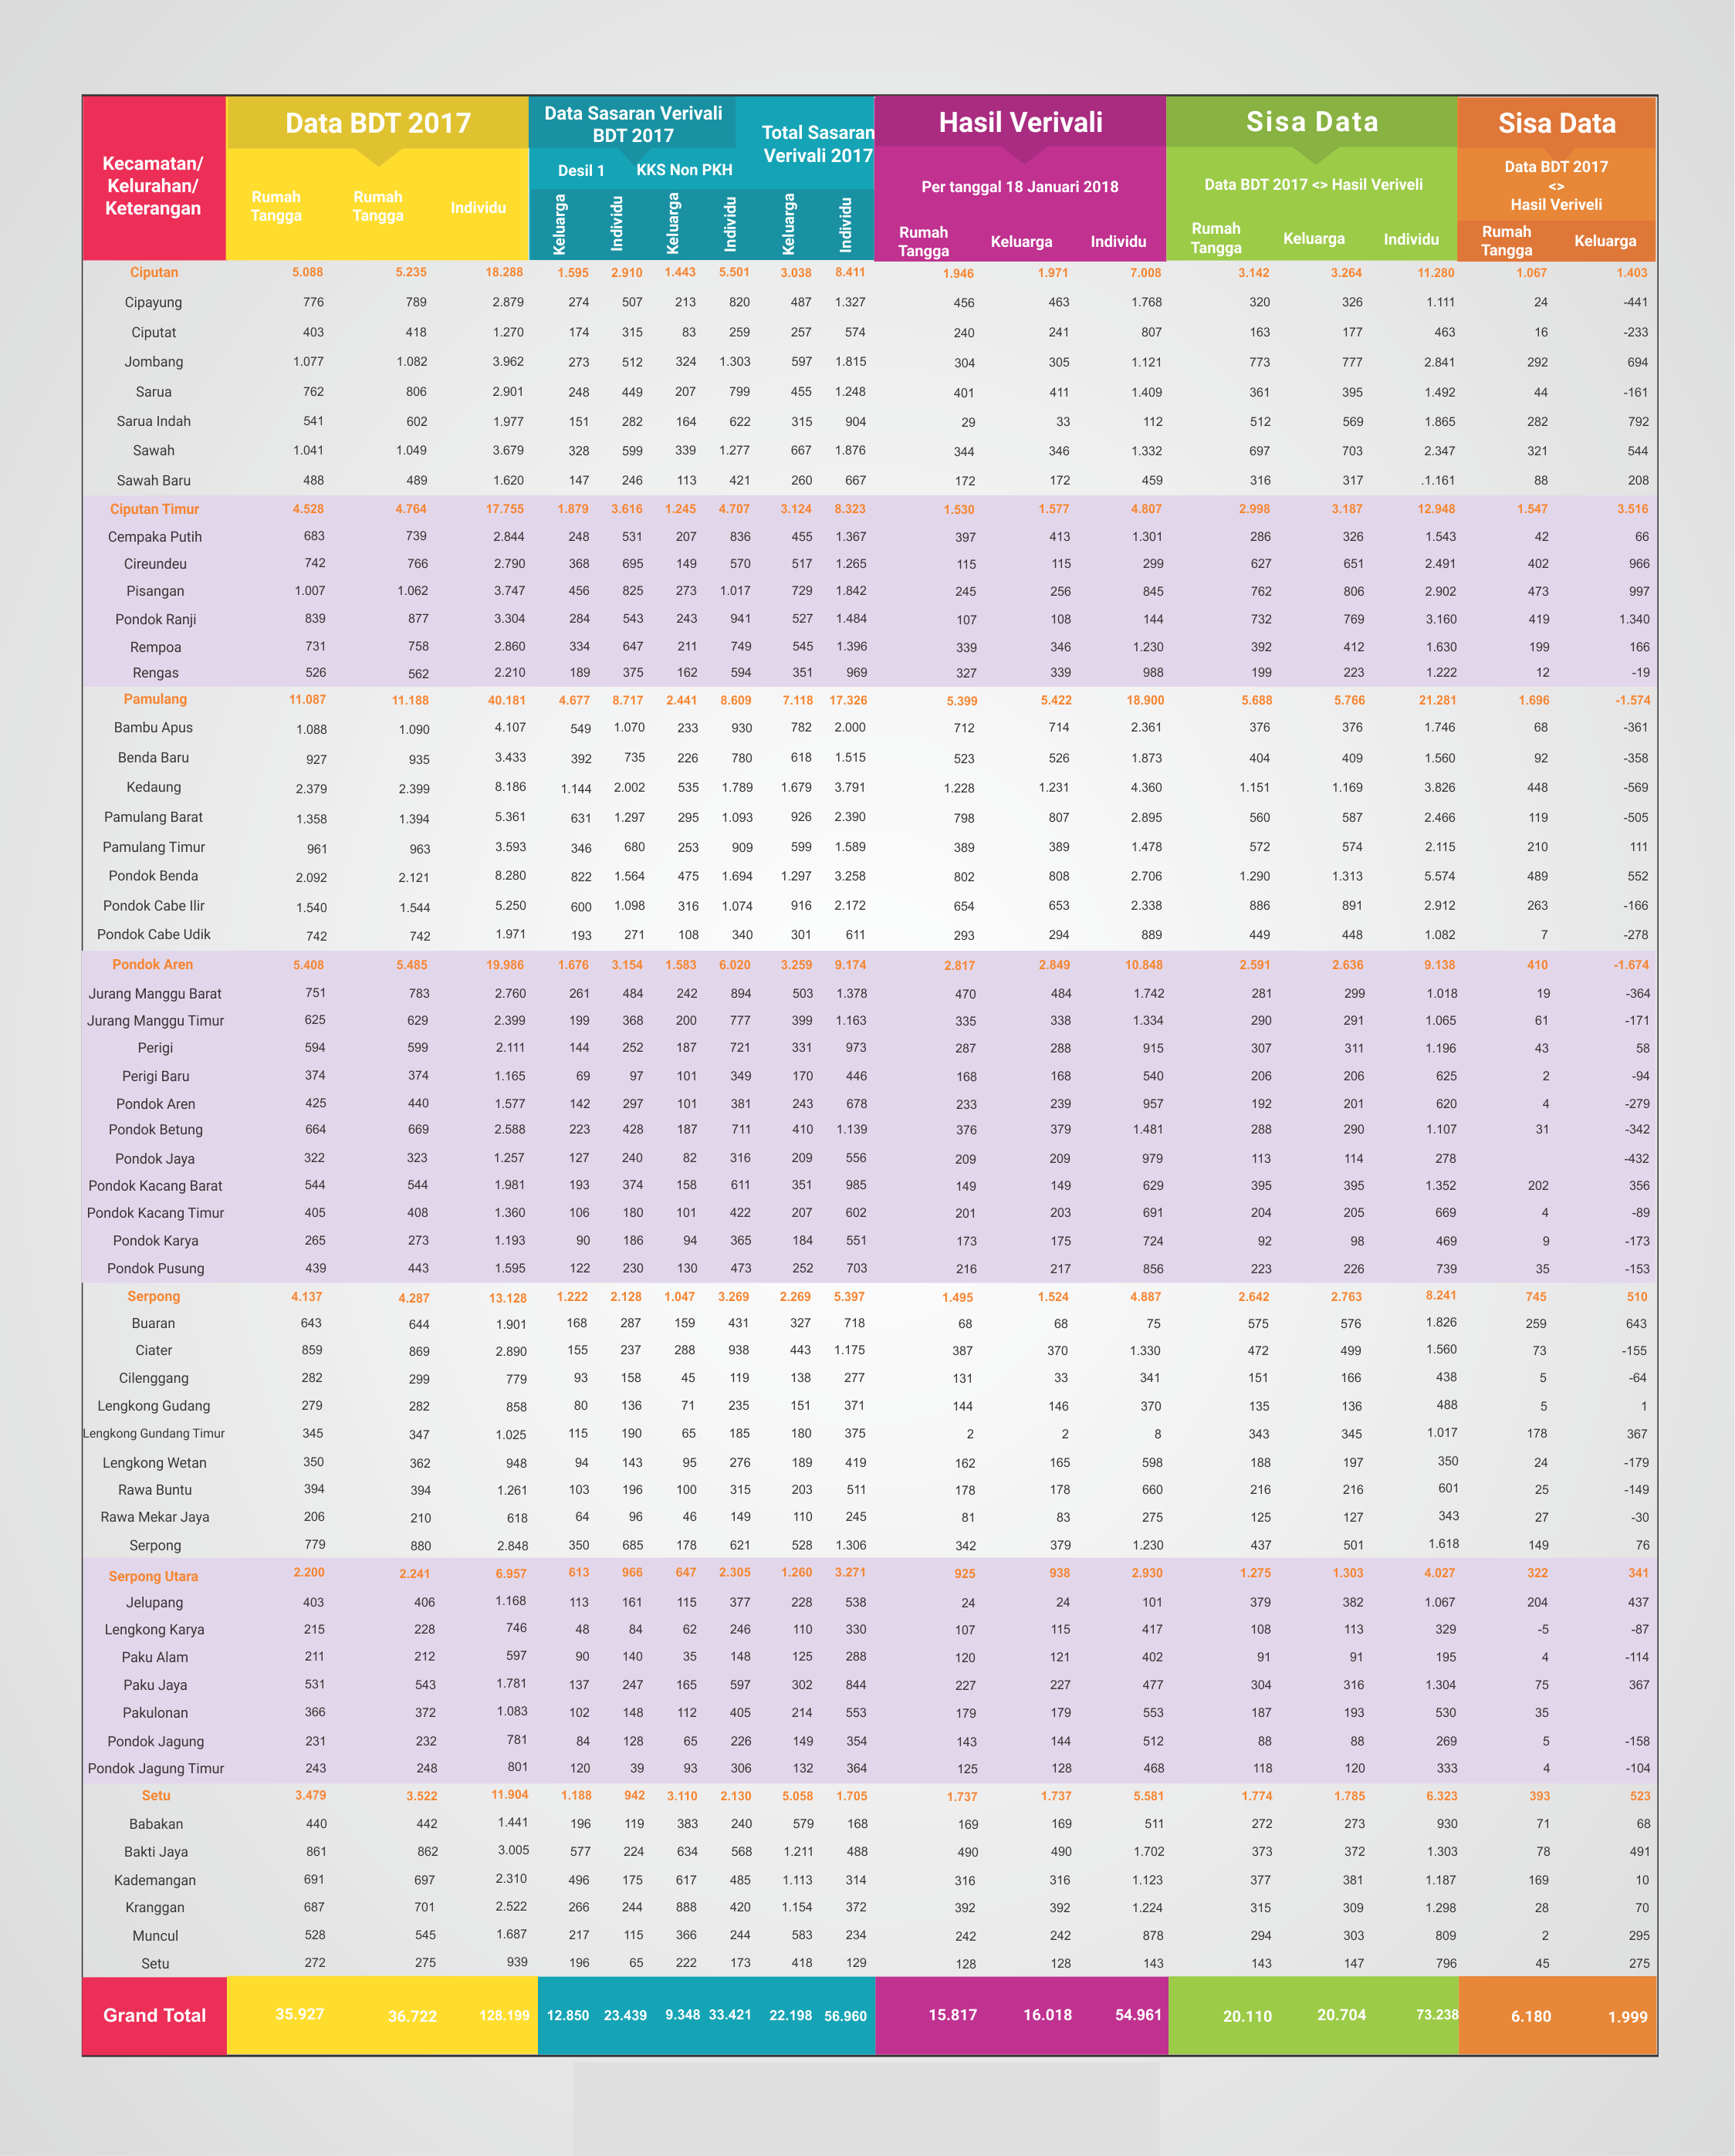 Kecamatan/
Kelurahan/
Keterangan
Data BDT 2017
Rumah Tangga Rumah Tangga Individu
Data Sasaran Verivali
BDT 2017
Desil 1 KKS Non PKH
Total Sasaran
Verivali 2017
Keluarga Individu Keluarga Individu Keluarga Individu
Hasil Verivali
Per tanggal 18 Januari 2018
Rumah Tangga Keluarga Individu
Sisa Data
Data BDT 2017 <> Hasil Veriveli
Rumah Tangga Keluarga Individu
Sisa Data
Data BDT 2017
<>
Hasil Veriveli
Rumah Tangga Keluarga
Ciputan 5.088 5.235 18.288 1.595 2.910 1.443 5.501 3.038 8.411 1.946 1.971 7.008 3.142 3.264 11.280 1.067 1.403
Cipayung 776 789 2.879 274 507 213 820 487 1.327 456 463 1.768 320 326 1.111 24 -441
Ciputat 403 418 1.270 174 315 83 259 257 574 240 241 807 163 177 463 16 -233
Jombang 1.077 1.082 3.962 273 512 324 1.303 597 1.815 304 305 1.121 773 777 2.841 292 694
Sarua 762 806 2.901 248 449 207 799 455 1.248 401 411 1.409 361 395 1.492 44 -161
Sarua Indah 541 602 1.977 151 282 164 622 315 904 29 33 112 512 569 1.865 282 792
Sawah 1.041 1.049 3.679 328 599 339 1.277 667 1.876 344 346 1.332 697 703 2.347 321 544
Sawah Baru 488 489 1.620 147 246 113 421 260 667 172 172 459 316 317 .1.161 88 208
Ciputan Timur 4.528 4.764 17.755 1.879 3.616 1.245 4.707 3.124 8.323 1.530 1.577 4.807 2.998 3.187 12.948 1.547 3.516
Cempaka Putih 683 739 2.844 248 531 207 836 455 1.367 397 413 1.301 286 326 1.543 42 66
Cireundeu 742 766 2.790 368 695 149 570 517 1.265 115 115 299 627 651 2.491 402 966
Pisangan 1.007 1.062 3.747 456 825 273 1.017 729 1.842 245 256 845 762 806 2.902 473 997
Pondok Ranji 839 877 3.304 284 543 243 941 527 1.484 107 108 144 732 769 3.160 419 1.340
Rempoa 731 758 2.860 334 647 211 749 545 1.396 339 346 1.230 392 412 1.630 199 166
Rengas 526 562 2.210 189 375 162 594 351 969 327 339 988 199 223 1.222 12 -19
Pamulang 11.087 11.188 40.181 4.677 8.717 2.441 8.609 7.118 17.326 5.399 5.422 18.900 5.688 5.766 21.281 1.696 -1.574
Bambu Apus 1.088 1.090 4.107 549 1.070 233 930 782 2.000 712 714 2.361 376 376 1.746 68 -361
Benda Baru 927 935 3.433 392 735 226 780 618 1.515 523 526 1.873 404 409 1.560 92 -358
Kedaung 2.379 2.399 8.186 1.144 2.002 535 1.789 1.679 3.791 1.228 1.231 4.360 1.151 1.169 3.826 448 -569
Pamulang Barat 1.358 1.394 5.361 631 1.297 295 1.093 926 2.390 798 807 2.895 560 587 2.466 119 -505
Pamulang Timur 961 963 3.593 346 680 253 909 599 1.589 389 389 1.478 572 574 2.115 210 111
Pondok Benda 2.092 2.121 8.280 822 1.564 475 1.694 1.297 3.258 802 808 2.706 1.290 1.313 5.574 489 552
Pondok Cabe Ilir 1.540 1.544 5.250 600 1.098 316 1.074 916 2.172 654 653 2.338 886 891 2.912 263 -166
Pondok Cabe Udik 742 742 1.971 193 271 108 340 301 611 293 294 889 449 448 1.082 7 -278
Pondok Aren 5.408 5.485 19.986 1.676 3.154 1.583 6.020 3.259 9.174 2.817 2.849 10.848 2.591 2.636 9.138 410 -1.674
Jurang Manggu Barat 751 783 2.760 261 484 242 894 503 1.378 470 484 1.742 281 299 1.018 19 -364
Jurang Manggu Timur 625 629 2.399 199 368 200 777 399 1.163 335 338 1.334 290 291 1.065 61 -171
Perigi 594 599 2.111 144 252 187 721 331 973 287 288 915 307 311 1.196 43 58
Perigi Baru 374 374 1.165 69 97 101 349 170 446 168 168 540 206 206 625 2 -94
Pondok Aren 425 440 1.577 142 297 101 381 243 678 233 239 957 192 201 620 4 -279
Pondok Betung 664 669 2.588 223 428 187 711 410 1.139 376 379 1.481 288 290 1.107 31 -342
Pondok Jaya 322 323 1.257 127 240 82 316 209 556 209 209 979 113 114 278 -432
Pondok Kacang Barat 544 544 1.981 193 374 158 611 351 985 149 149 629 395 395 1.352 202 356
Pondok Kacang Timur 405 408 1.360 106 180 101 422 207 602 201 203 691 204 205 669 4 -89
Pondok Karya 265 273 1.193 90 186 94 365 184 551 173 175 724 92 98 469 9 -173
Pondok Pusung 439 443 1.595 122 230 130 473 252 703 216 217 856 223 226 739 35 -153
Serpong 4.137 4.287 13.128 1.222 2.128 1.047 3.269 2.269 5.397 1.495 1.524 4.887 2.642 2.763 8.241 745 510
Buaran 643 644 1.901 168 287 159 431 327 718 68 68 75 575 576 1.826 259 643
Ciater 859 869 2.890 155 237 288 938 443 1.175 387 370 1.330 472 499 1.560 73 -155
Cilenggang 282 299 779 93 158 45 119 138 277 131 33 341 151 166 438 5 -64
Lengkong Gudang 279 282 858 80 136 71 235 151 371 144 146 370 135 136 488 5 1
Lengkong Gundang Timur 345 347 1.025 115 190 65 185 180 375 2 2 8 343 345 1.017 178 367
Lengkong Wetan 350 362 948 94 143 95 276 189 419 162 165 598 188 197 350 24 -179
Rawa Buntu 394 394 1.261 103 196 100 315 203 511 178 178 660 216 216 601 25 -149
Rawa Mekar Jaya 206 210 618 64 96 46 149 110 245 81 83 275 125 127 343 27 -30
Serpong 779 880 2.848 350 685 178 621 528 1.306 342 379 1.230 437 501 1.618 149 76
Serpong Utara 2.200 2.241 6.957 613 966 647 2.305 1.260 3.271 925 938 2.930 1.275 1.303 4.027 322 341
Jelupang 403 406 1.168 113 161 115 377 228 538 24 24 101 379 382 1.067 204 437
Lengkong Karya 215 228 746 48 84 62 246 110 330 107 115 417 108 113 329 -5 -87
Paku Alam 211 212 597 90 140 35 148 125 288 120 121 402 91 91 195 4 -114
Paku Jaya 531 543 1.781 137 247 165 597 302 844 227 227 477 304 316 1.304 75 367
Pakulonan 366 372 1.083 102 148 112 405 214 553 179 179 553 187 193 530 35
Pondok Jagung 231 232 781 84 128 65 226 149 354 143 144 512 88 88 269 5 -158
Pondok Jagung Timur 243 248 801 120 39 93 306 132 364 125 128 468 118 120 333 4 -104
Setu 3.479 3.522 11.904 1.188 942 3.110 2.130 5.058 1.705 1.737 1.737 5.581 1.774 1.785 6.323 393 523
Babakan 440 442 1.441 196 119 383 240 579 168 169 169 511 272 273 930 71 68
Bakti Jaya 861 862 3.005 577 224 634 568 1.211 488 490 490 1.702 373 372 1.303 78 491
Kademangan 691 697 2.310 496 175 617 485 1.113 314 316 316 1.123 377 381 1.187 169 10
Kranggan 687 701 2.522 266 244 888 420 1.154 372 392 392 1.224 315 309 1.298 28 70
Muncul 528 545 1.687 217 115 366 244 583 234 242 242 878 294 303 809 2 295
Setu 272 275 939 196 65 222 173 418 129 128 128 143 143 147 796 45 275
Grand Total 35.927 36.722 128.199 12.850 23.439 9.348 33.421 22.198 56.960 15.817 16.018 54.961 20.110 20.704 73.238 6.180 1.999